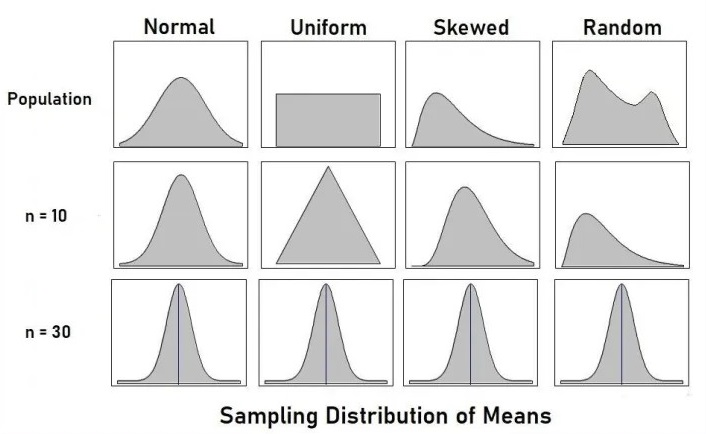 Normal Uniform Skewed Random
Population
n = 10
n = 30
Sampling Distribution of Means